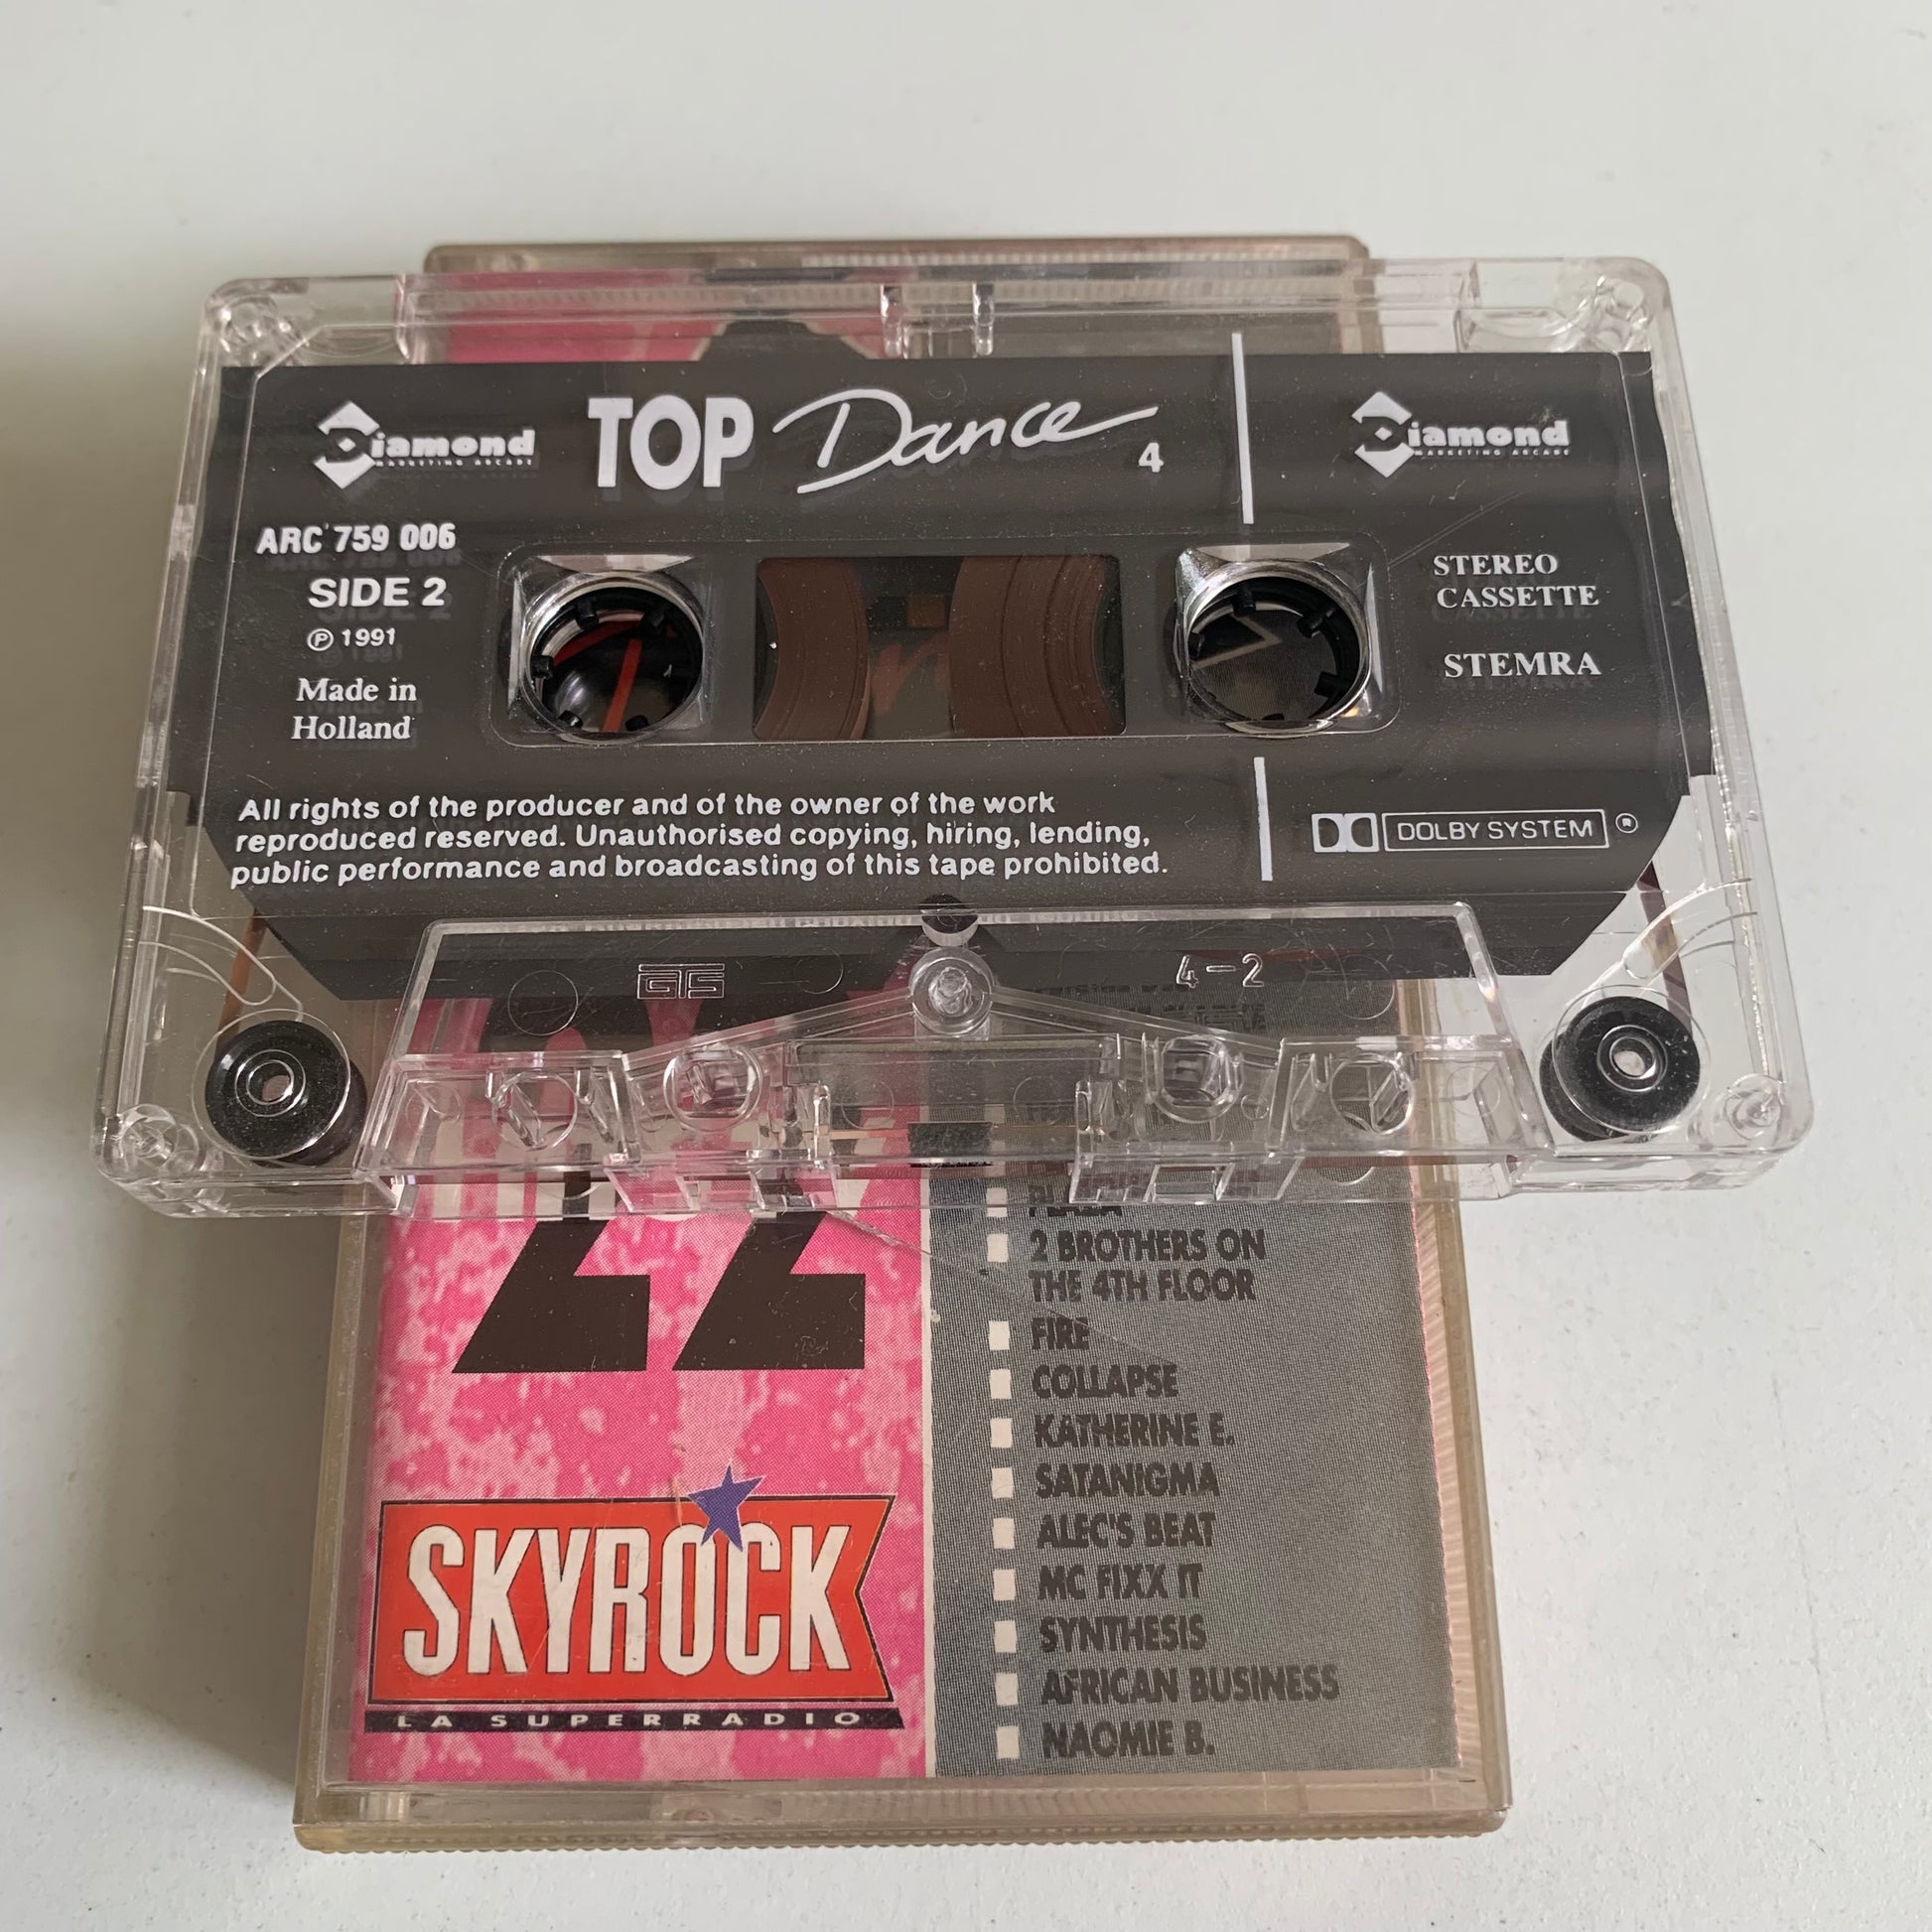 Diamond
MARKETING ARCADE
TOP Dance 4
Diamond
MARKETING ARCADE
ARC 759 006
SIDE 2
℗ 1991
Made in
Holland
STEREO
CASSETTE
STEMRA
All rights of the producer and of the owner of the work
reproduced reserved. Unauthorised copying, hiring, lending,
public performance and broadcasting of this tape prohibited.
DOLBY SYSTEM ®
GTS
4-2
22
SKYROCK
LA SUPERRADIO
PLAZA
2 BROTHERS ON
THE 4TH FLOOR
FIRE
COLLAPSE
KATHERINE E.
SATANIGMA
ALEC'S BEAT
MC FIXX IT
SYNTHESIS
AFRICAN BUSINESS
NAOMIE B.